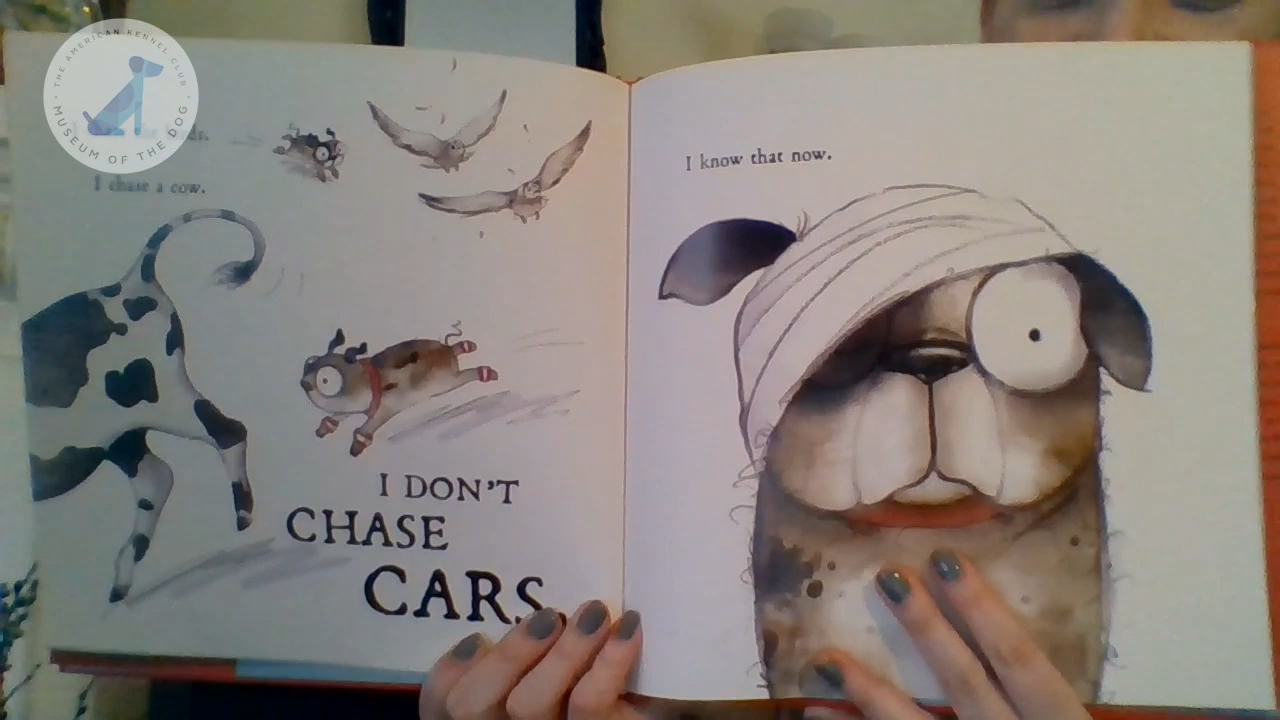 THE AMERICAN KENNEL CLUB
MUSEUM OF THE DOG
I chase a cow.
I DON'T
CHASE
CARS.
I know that now.